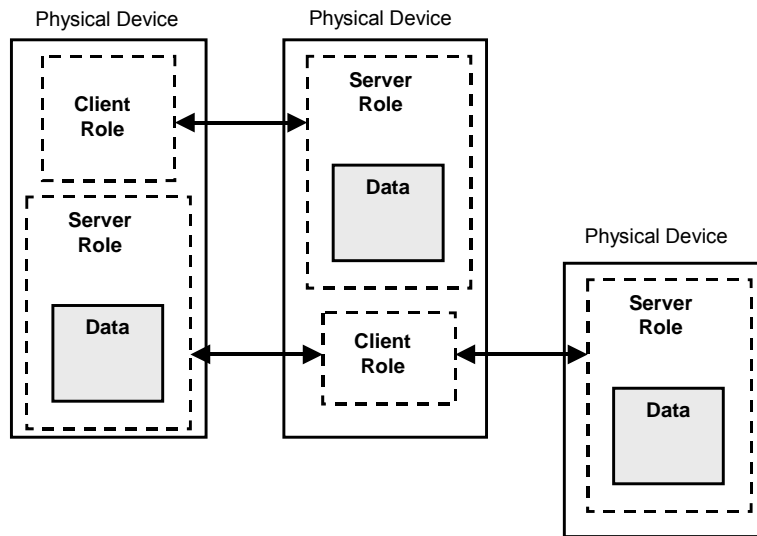 Physical Device
Client
Role
Server
Role
Data
Physical Device
Server
Role
Data
Client
Role
Physical Device
Server
Role
Data